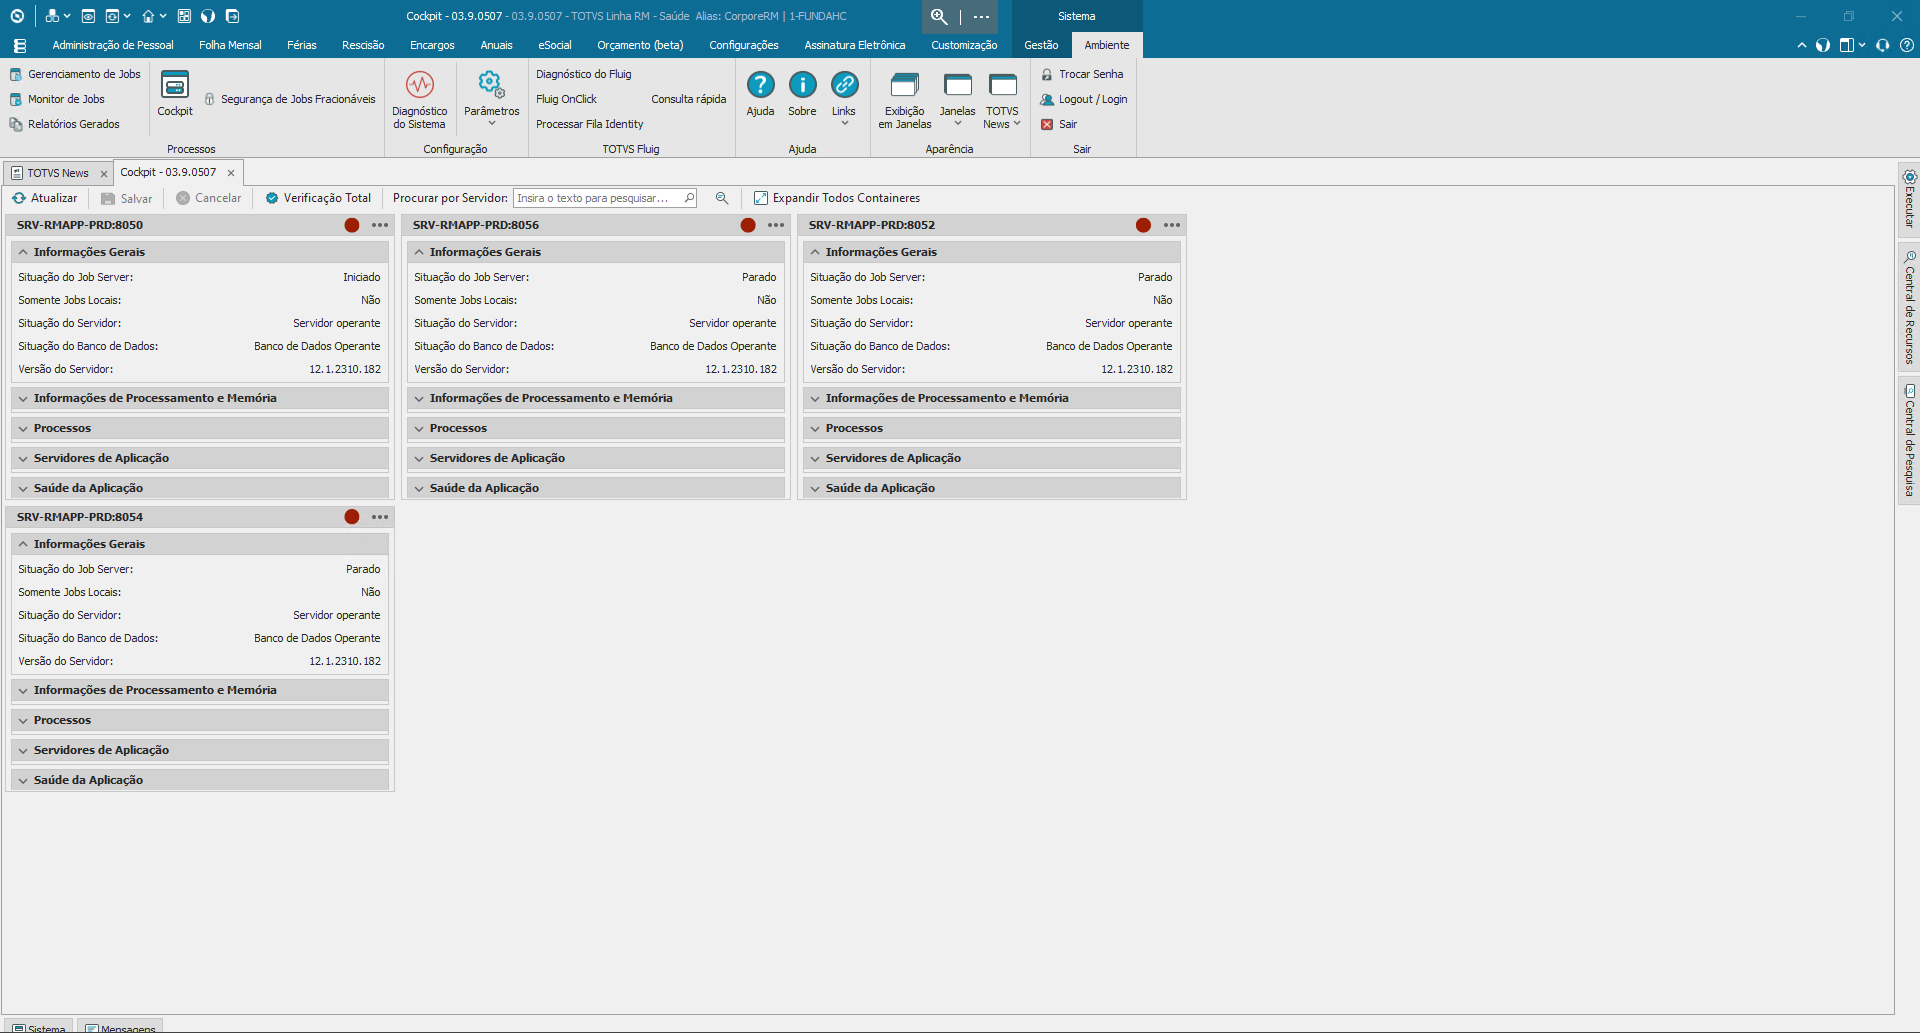 Cockpit - 03.9.0507 - 03.9.0507 - TOTVS Linha RM - Saúde  Alias: CorporeRM | 1-FUNDAHC
Sistema
Administração de Pessoal
Folha Mensal
Férias
Rescisão
Encargos
Anuais
eSocial
Orçamento (beta)
Configurações
Assinatura Eletrônica
Customização
Gestão
Ambiente
Gerenciamento de Jobs
Monitor de Jobs
Relatórios Gerados
Cockpit
Segurança de Jobs Fracionáveis
Processos
Diagnóstico
do Sistema
Parâmetros
Configuração
Diagnóstico do Fluig
Fluig OnClick
Consulta rápida
Processar Fila Identity
TOTVS Fluig
Ajuda
Sobre
Links
Ajuda
Exibição
em Janelas
Janelas
TOTVS
News
Aparência
Trocar Senha
Logout / Login
Sair
Sair
TOTVS News
Cockpit - 03.9.0507
Atualizar
Salvar
Cancelar
Verificação Total
Procurar por Servidor:
Insira o texto para pesquisar...
Expandir Todos Containeres
SRV-RMAPP-PRD:8050
Informações Gerais
Situação do Job Server: Iniciado
Somente Jobs Locais: Não
Situação do Servidor: Servidor operante
Situação do Banco de Dados: Banco de Dados Operante
Versão do Servidor: 12.1.2310.182
Informações de Processamento e Memória
Processos
Servidores de Aplicação
Saúde da Aplicação
SRV-RMAPP-PRD:8056
Informações Gerais
Situação do Job Server: Parado
Somente Jobs Locais: Não
Situação do Servidor: Servidor operante
Situação do Banco de Dados: Banco de Dados Operante
Versão do Servidor: 12.1.2310.182
Informações de Processamento e Memória
Processos
Servidores de Aplicação
Saúde da Aplicação
SRV-RMAPP-PRD:8052
Informações Gerais
Situação do Job Server: Parado
Somente Jobs Locais: Não
Situação do Servidor: Servidor operante
Situação do Banco de Dados: Banco de Dados Operante
Versão do Servidor: 12.1.2310.182
Informações de Processamento e Memória
Processos
Servidores de Aplicação
Saúde da Aplicação
SRV-RMAPP-PRD:8054
Informações Gerais
Situação do Job Server: Parado
Somente Jobs Locais: Não
Situação do Servidor: Servidor operante
Situação do Banco de Dados: Banco de Dados Operante
Versão do Servidor: 12.1.2310.182
Informações de Processamento e Memória
Processos
Servidores de Aplicação
Saúde da Aplicação
Executar
Central de Recursos
Central de Pesquisa
Sistema
Mensagens